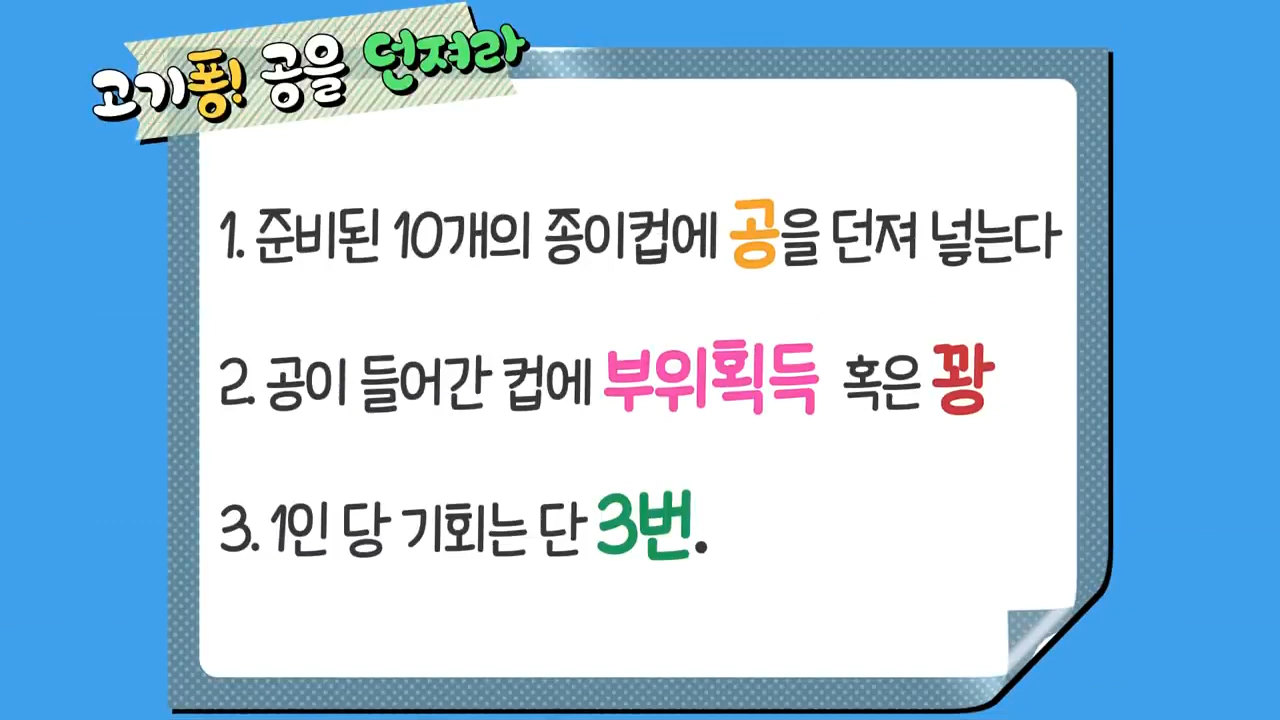 고기퐁! 공을 던져라
1. 준비된 10개의 종이컵에 공을 던져 넣는다
2. 공이 들어간 컵에 부위획득 혹은 꽝
3. 1인 당 기회는 단 3번.